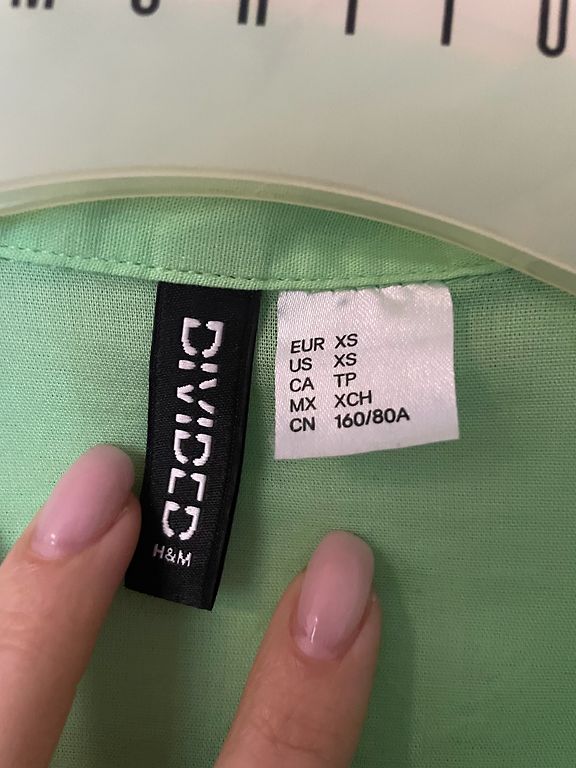 DIVIDED
H&M
EUR XS
US XS
CA TP
MX XCH
CN 160/80A